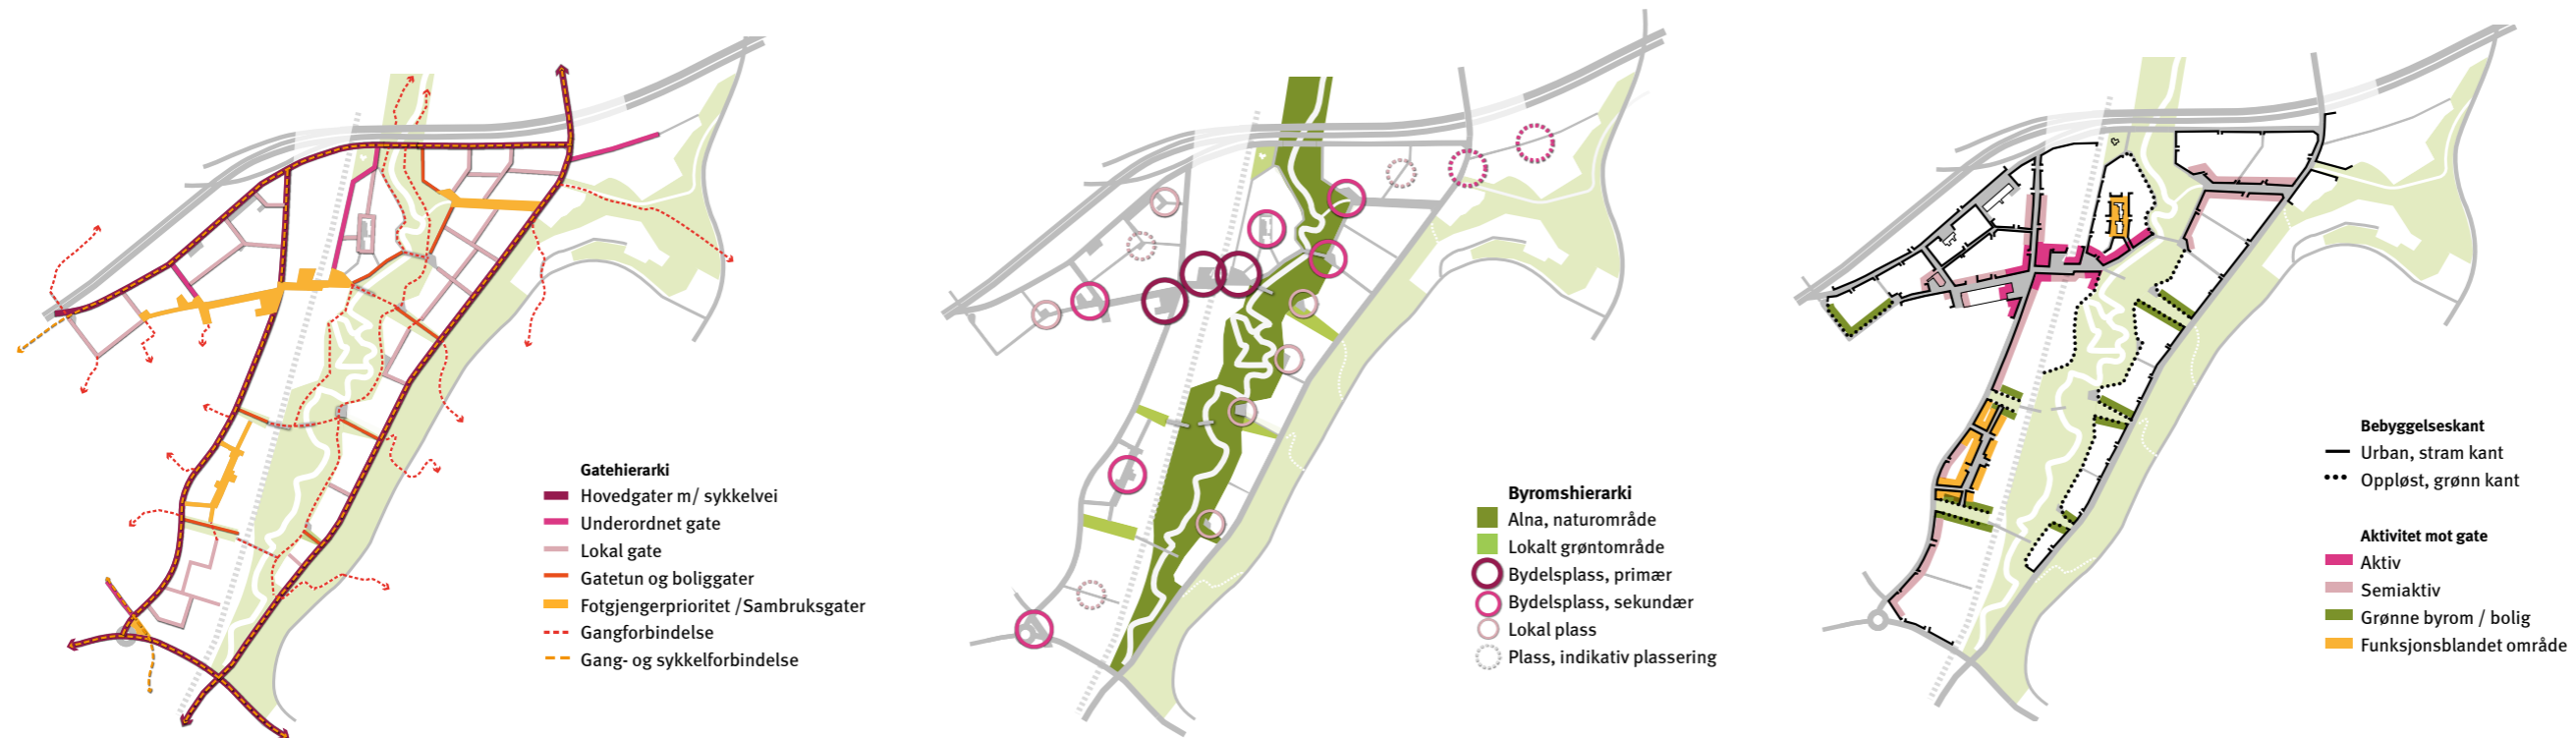 Gatehierarki
Hovedgater m/ sykkelvei
Underordnet gate
Lokal gate
Gatetun og boliggater
Fotgjengerprioritet /Sambruksgater
Gangforbindelse
Gang- og sykkelforbindelse
Byromshierarki
Alna, naturområde
Lokalt grøntområde
Bydelsplass, primær
Bydelsplass, sekundær
Lokal plass
Plass, indikativ plassering
Bebyggelseskant
Urban, stram kant
Oppløst, grønn kant
Aktivitet mot gate
Aktiv
Semiaktiv
Grønne byrom / bolig
Funksjonsblandet område